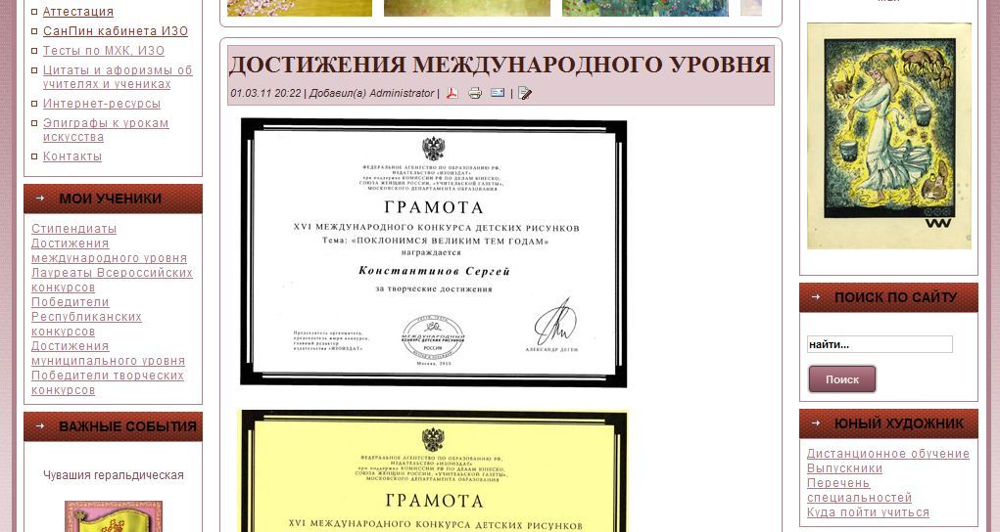 Аттестация
СанПин кабинета ИЗО
Тесты по МХК, ИЗО
Цитаты и афоризмы об
учителях и учениках
Интернет-ресурсы
Эпиграфы к урокам
искусства
Контакты
МОИ УЧЕНИКИ
Стипендиаты
Достижения
международного уровня
Лауреаты Всероссийских
конкурсов
Победители
Республиканских
конкурсов
Достижения
муниципального уровня
Победители творческих
конкурсов
ВАЖНЫЕ СОБЫТИЯ
Чувашия геральдическая
ДОСТИЖЕНИЯ МЕЖДУНАРОДНОГО УРОВНЯ
01.03.11 20:22 | Добавил(а) Administrator | |
ФЕДЕРАЛЬНОЕ АГЕНТСТВО ПО ОБРАЗОВАНИЮ РФ,
ИЗДАТЕЛЬСТВО «ИЗОИЗДАТ»
при поддержке КОМИССИИ РФ ПО ДЕЛАМ ЮНЕСКО,
СОЮЗА ЖЕНЩИН РОССИИ, «УЧИТЕЛЬСКОЙ ГАЗЕТЫ»,
МОСКОВСКОГО ДЕПАРТАМЕНТА ОБРАЗОВАНИЯ
ГРАМОТА
XVI МЕЖДУНАРОДНОГО КОНКУРСА ДЕТСКИХ РИСУНКОВ
Тема: «ПОКЛОНИМСЯ ВЕЛИКИМ ТЕМ ГОДАМ»
награждается
Константинов Сергей
за творческие достижения
Председатель оргкомитета,
председатель жюри конкурса,
главный редактор
издательства «ИЗОИЗДАТ»
МЕЖДУНАРОДНЫЙ
КОНКУРС ДЕТСКИХ РИСУНКОВ
РОССИЯ
Москва, 2010
АЛЕКСАНДР ДЕГЕН
ФЕДЕРАЛЬНОЕ АГЕНТСТВО ПО ОБРАЗОВАНИЮ РФ,
ИЗДАТЕЛЬСТВО «ИЗОИЗДАТ»
при поддержке КОМИССИИ РФ ПО ДЕЛАМ ЮНЕСКО,
СОЮЗА ЖЕНЩИН РОССИИ, «УЧИТЕЛЬСКОЙ ГАЗЕТЫ»,
МОСКОВСКОГО ДЕПАРТАМЕНТА ОБРАЗОВАНИЯ
ГРАМОТА
XVI МЕЖДУНАРОДНОГО КОНКУРСА ДЕТСКИХ РИСУНКОВ
ПОИСК ПО САЙТУ
найти...
Поиск
ЮНЫЙ ХУДОЖНИК
Дистанционное обучение
Выпускники
Перечень
специальностей
Куда пойти учиться